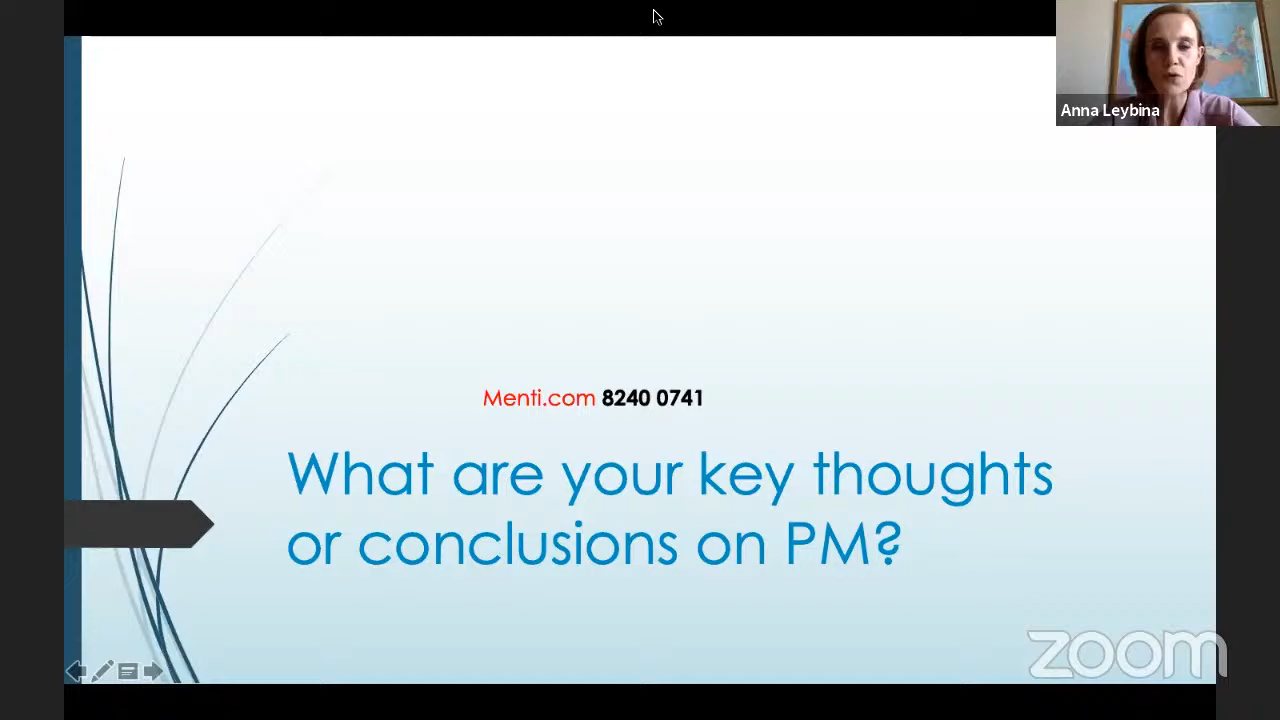 Anna Leybina
Menti.com 8240 0741
What are your key thoughts
or conclusions on PM?
zoom